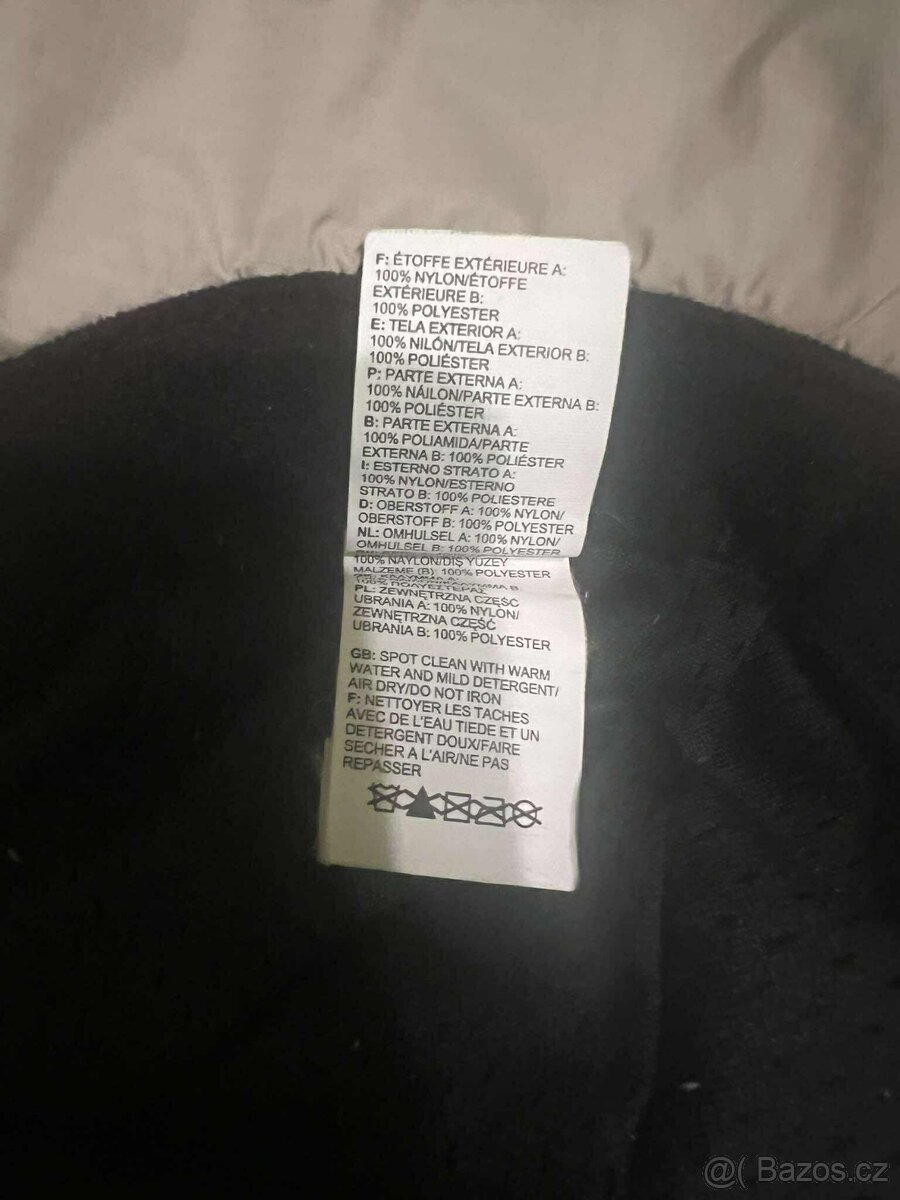 F: ÉTOFFE EXTÉRIEURE A:
100% NYLON/ÉTOFFE
EXTÉRIEURE B:
100% POLYESTER
E: TELA EXTERIOR A:
100% NILÓN/TELA EXTERIOR B:
100% POLIÉSTER
P: PARTE EXTERNA A:
100% NÁILON/PARTE EXTERNA B:
100% POLIÉSTER
B: PARTE EXTERNA A:
100% POLIAMIDA/PARTE
EXTERNA B: 100% POLIÉSTER
I: ESTERNO STRATO A:
100% NYLON/ESTERNO
STRATO B: 100% POLIESTERE
D: OBERSTOFF A: 100% NYLON/
OBERSTOFF B: 100% POLYESTER
NL: OMHULSEL A: 100% NYLON/
OMHULSEL B: 100% POLYESTER
100% NAYLON/DIŞ YÜZEY
MALZEME (B): 100% POLYESTER
PL: ZEWNĘTRZNA CZĘŚĆ
UBRANIA A: 100% NYLON/
ZEWNĘTRZNA CZĘŚĆ
UBRANIA B: 100% POLYESTER
GB: SPOT CLEAN WITH WARM
WATER AND MILD DETERGENT/
AIR DRY/DO NOT IRON
F: NETTOYER LES TACHES
AVEC DE L'EAU TIEDE ET UN
DETERGENT DOUX/FAIRE
SECHER A L'AIR/NE PAS
REPASSER
@( Bazos.cz